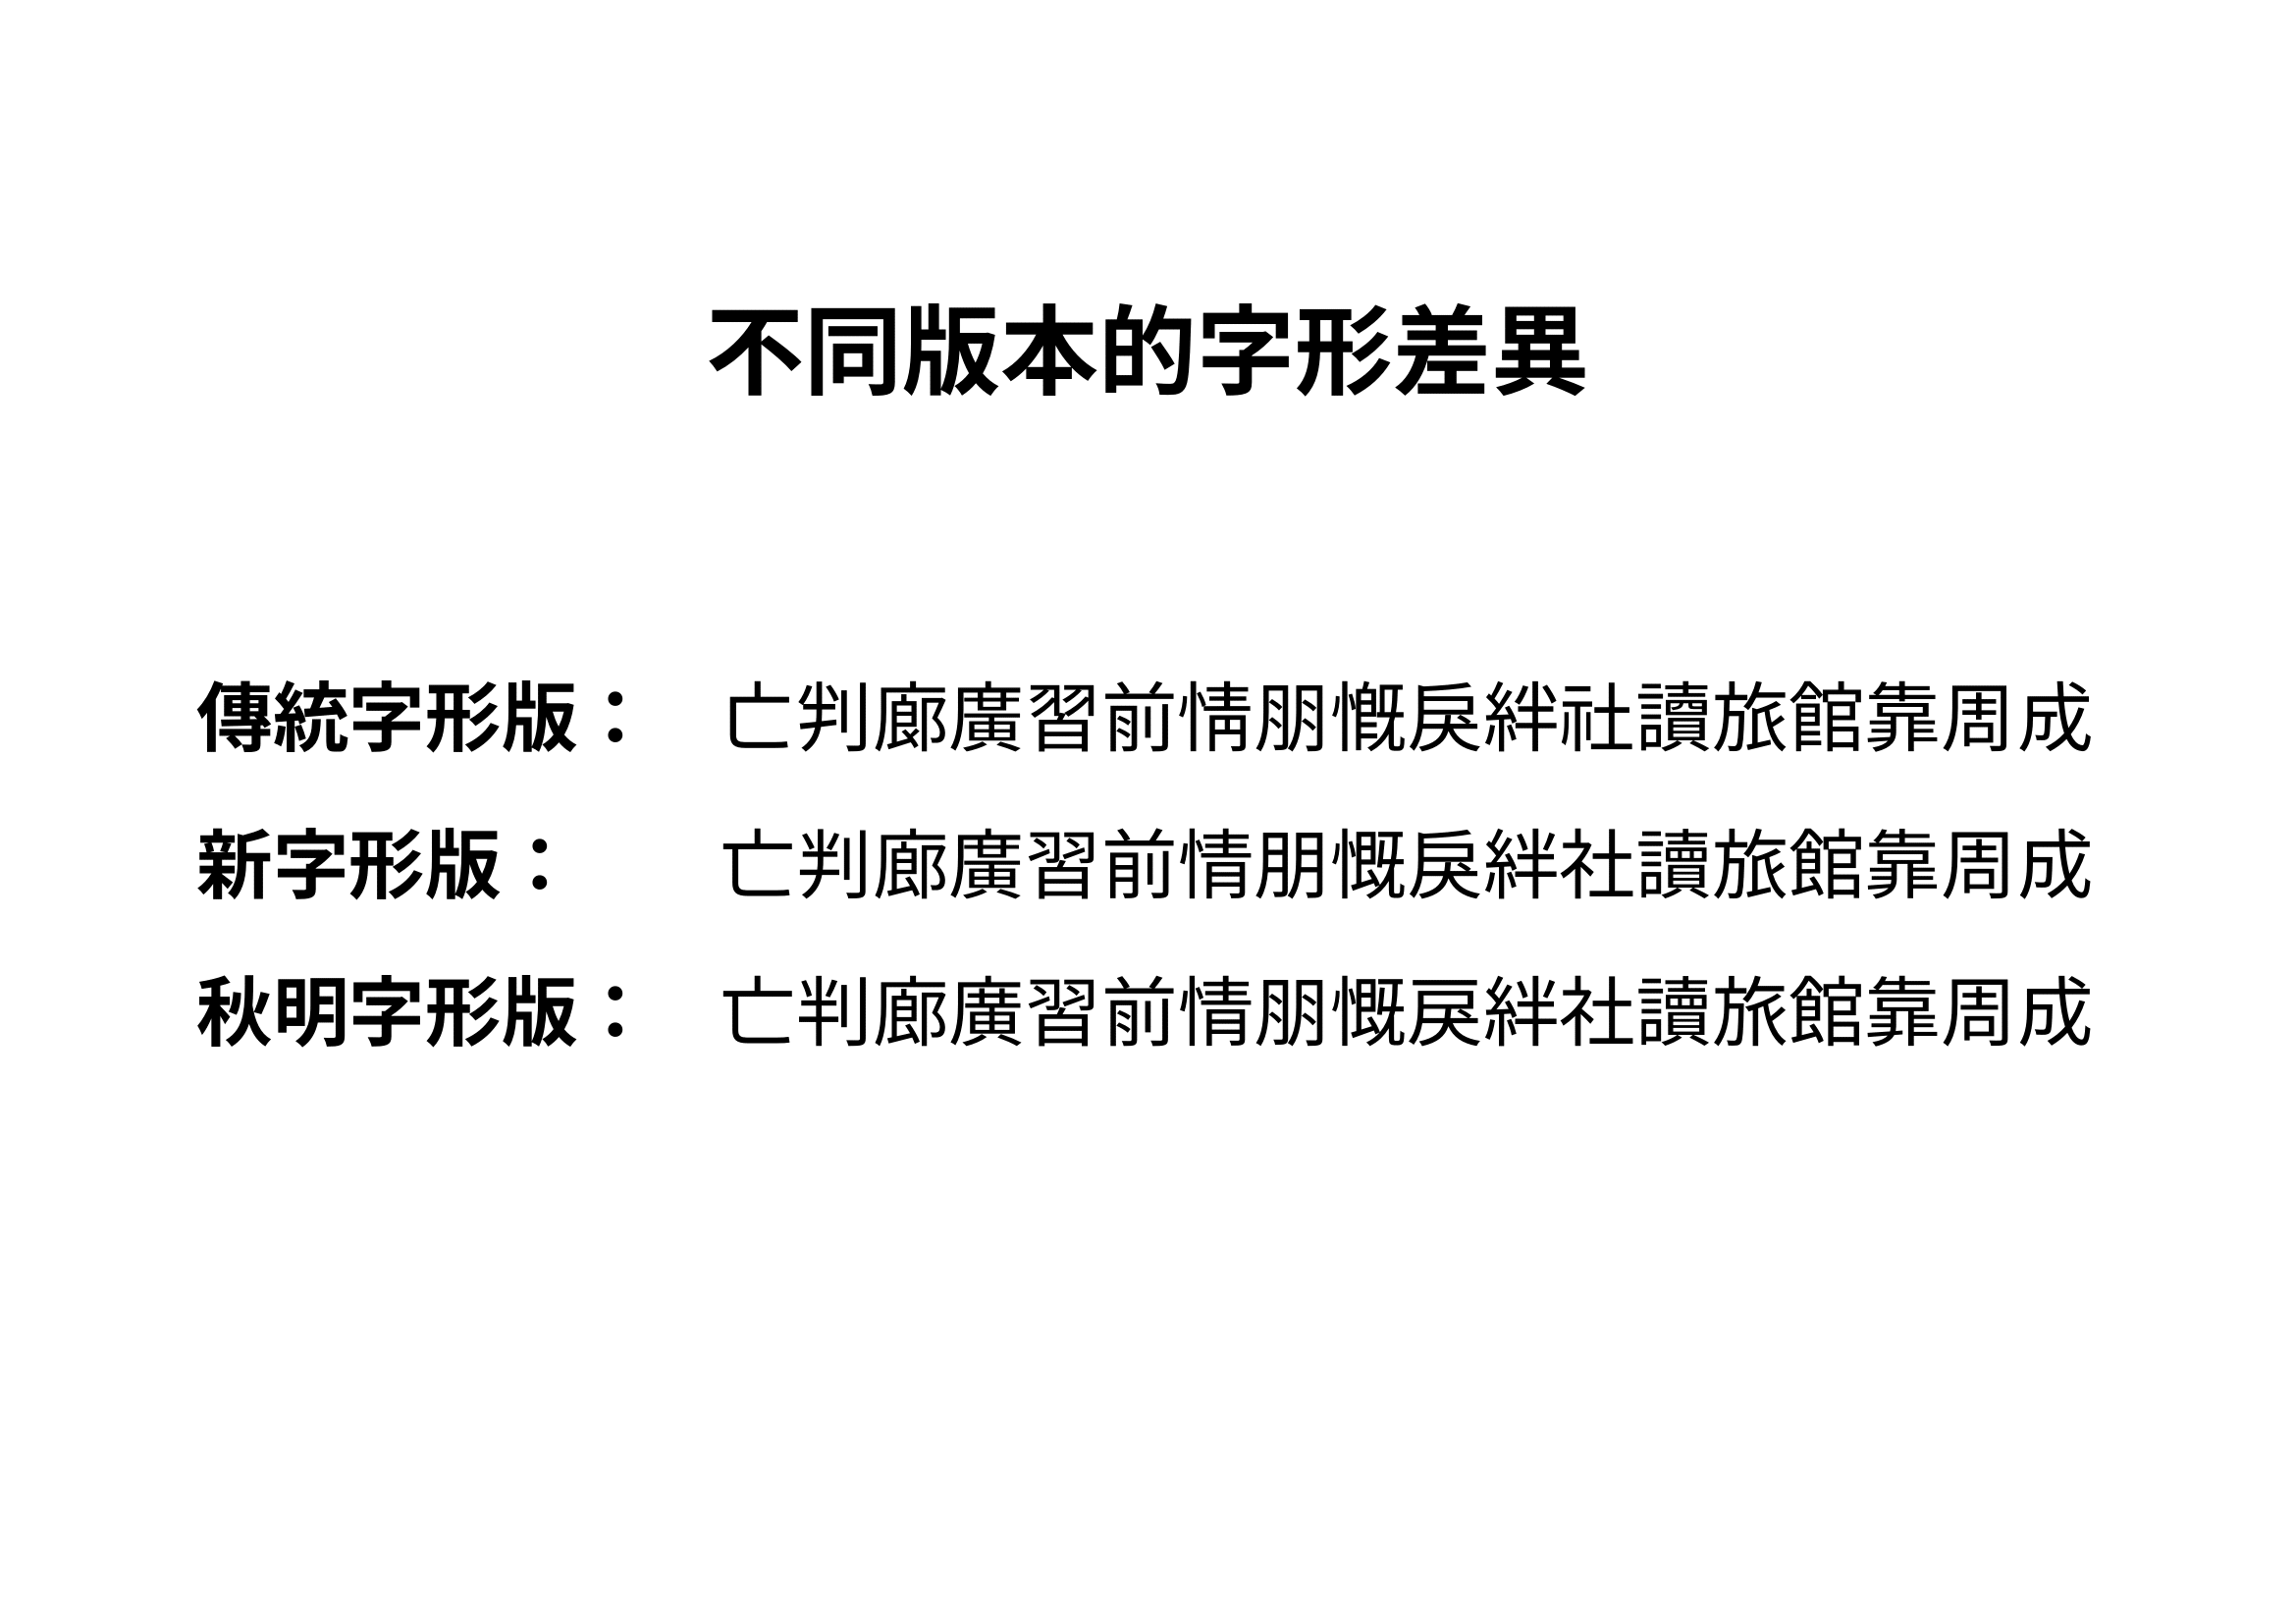 不同版本的字形差異
傳統字形版： 亡判廊廣習前情朋慨戾絆社讀旅館周成
新字形版： 亡判廊廣習前情朋慨戾絆社讀旅館周成
秋明字形版： 亡判廊廣習前情朋慨戾絆社讀旅館周成